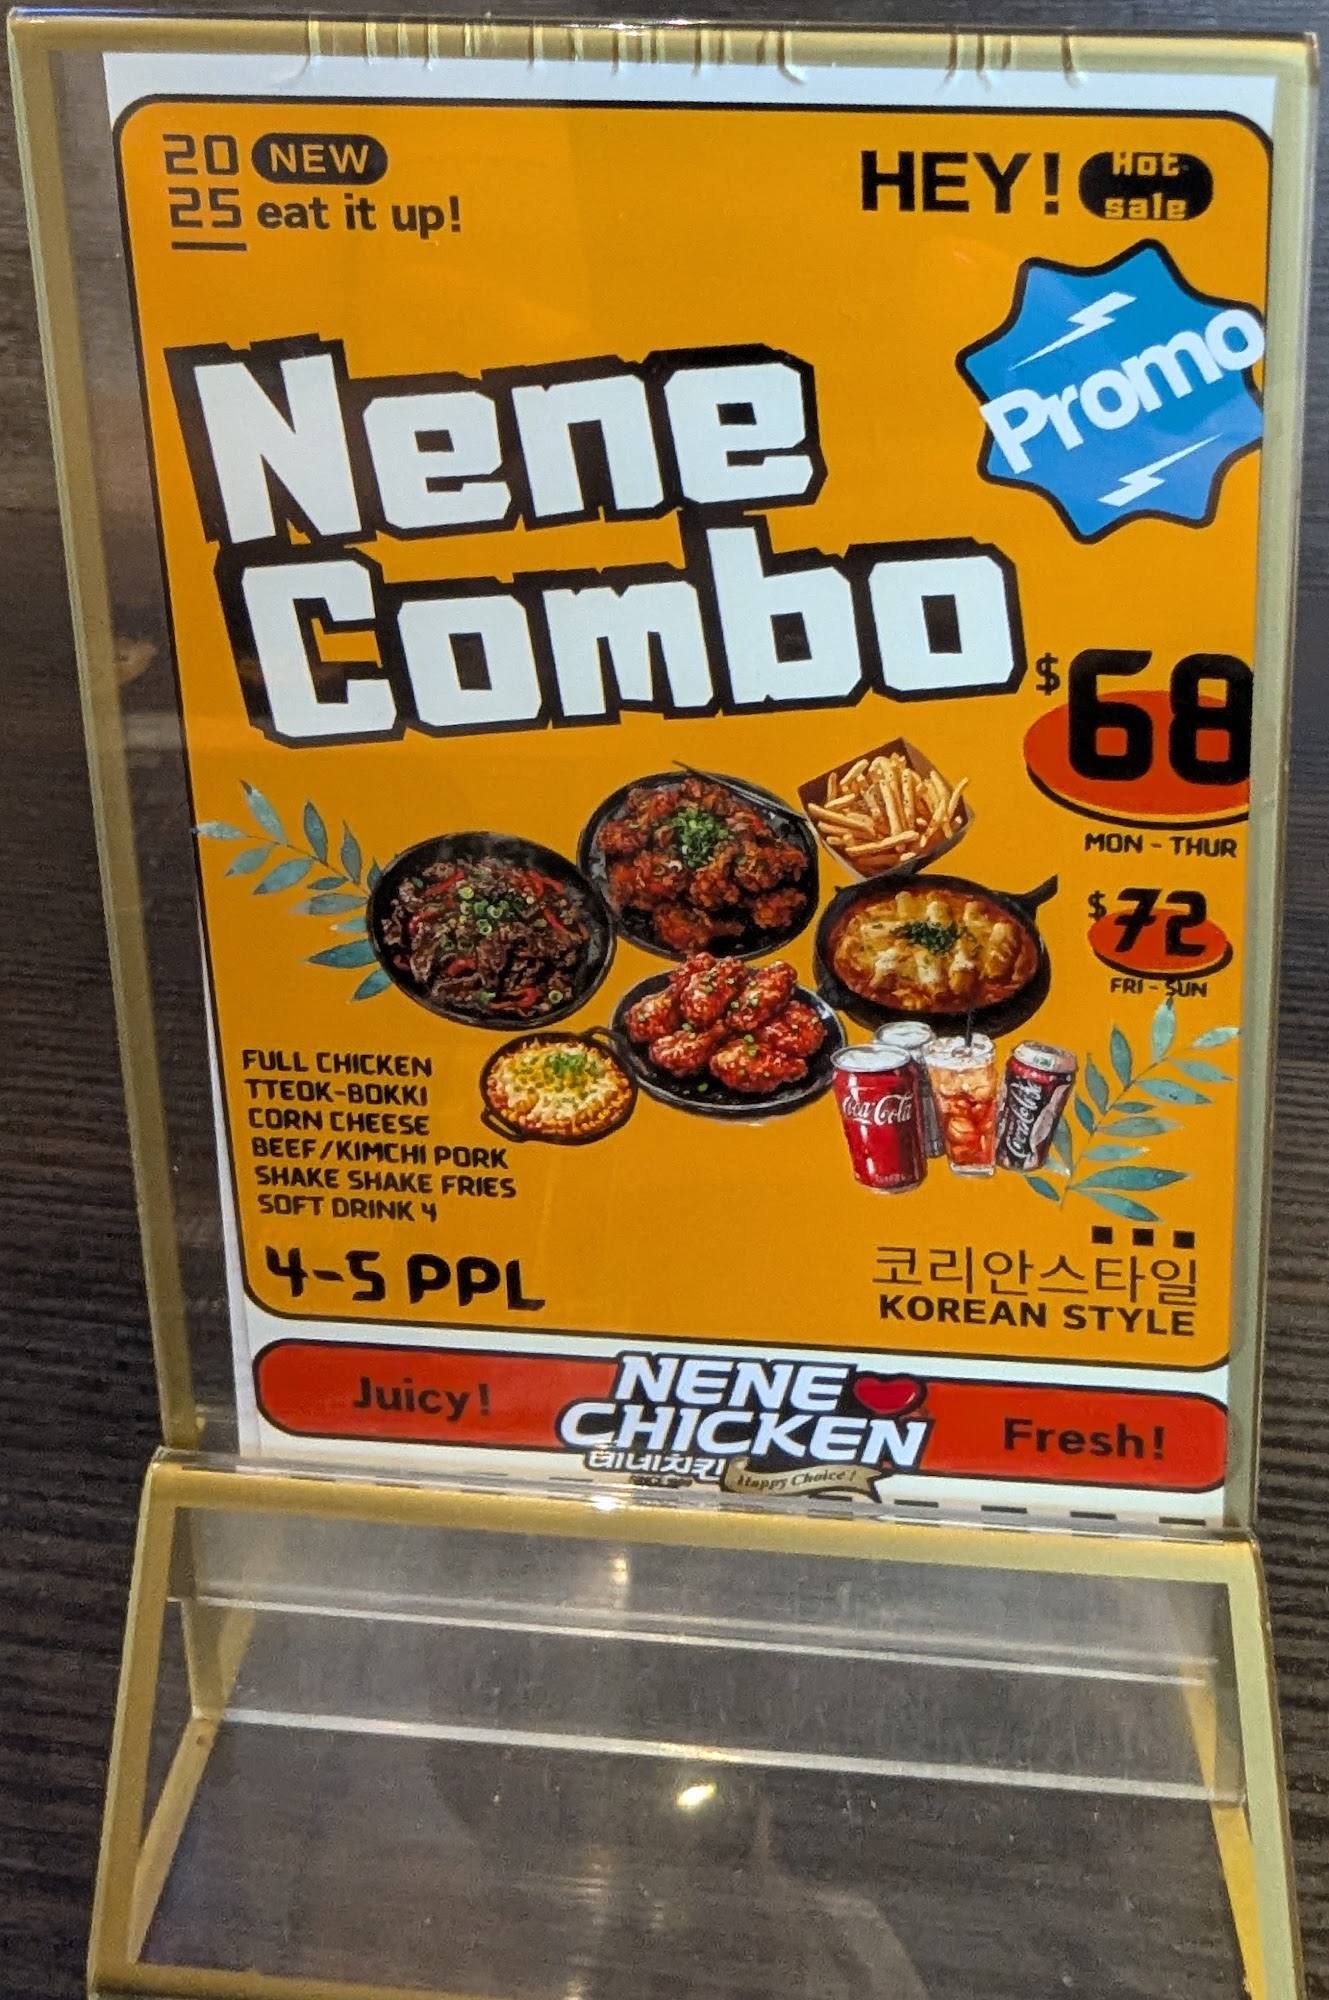 20
25
NEW
eat it up!
HEY!
Hot
sale
Promo
Nene
Combo
$68
MON - THUR
$72
FRI - SUN
Coca-Cola
FULL CHICKEN
TTEOK-BOKKI
CORN CHEESE
BEEF/KIMCHI PORK
SHAKE SHAKE FRIES
SOFT DRINK 4
4-5 PPL
코리안스타일
KOREAN STYLE
Juicy!
NENE
CHICKEN
네네치킨
Happy Choice!
Fresh!